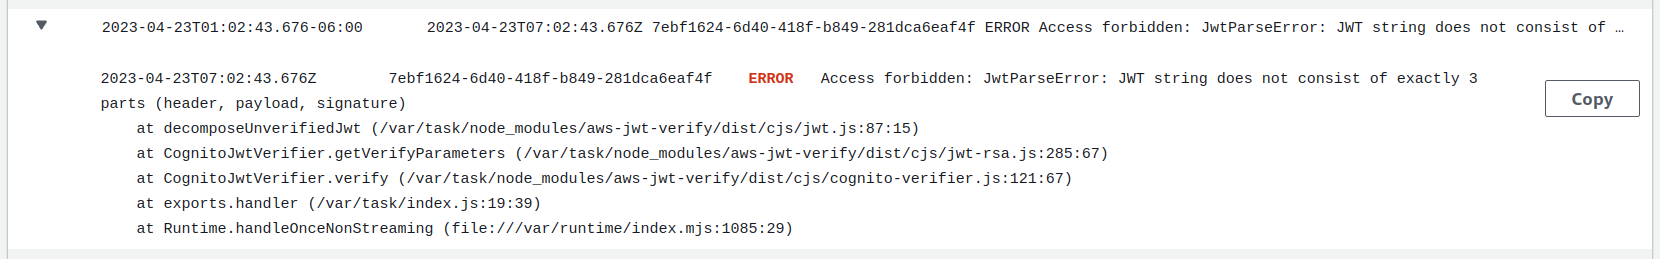 2023-04-23T01:02:43.676-06:00 2023-04-23T07:02:43.676Z 7ebf1624-6d40-418f-b849-281dca6eaf4f ERROR Access forbidden: JwtParseError: JWT string does not consist of …
2023-04-23T07:02:43.676Z 7ebf1624-6d40-418f-b849-281dca6eaf4f ERROR Access forbidden: JwtParseError: JWT string does not consist of exactly 3
parts (header, payload, signature)
Copy
at decomposeUnverifiedJwt (/var/task/node_modules/aws-jwt-verify/dist/cjs/jwt.js:87:15)
at CognitoJwtVerifier.getVerifyParameters (/var/task/node_modules/aws-jwt-verify/dist/cjs/jwt-rsa.js:285:67)
at CognitoJwtVerifier.verify (/var/task/node_modules/aws-jwt-verify/dist/cjs/cognito-verifier.js:121:67)
at exports.handler (/var/task/index.js:19:39)
at Runtime.handleOnceNonStreaming (file:///var/runtime/index.mjs:1085:29)